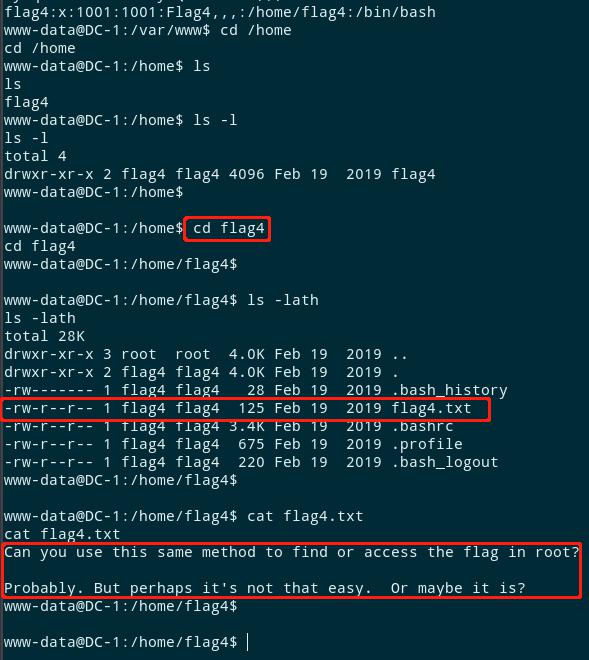 flag4:x:1001:1001:Flag4,,,:/home/flag4:/bin/bash
www-data@DC-1:/var/www$ cd /home
cd /home
www-data@DC-1:/home$ ls
ls
flag4
www-data@DC-1:/home$ ls -l
ls -l
total 4
drwxr-xr-x 2 flag4 flag4 4096 Feb 19  2019 flag4
www-data@DC-1:/home$
www-data@DC-1:/home$ cd flag4
cd flag4
www-data@DC-1:/home/flag4$
www-data@DC-1:/home/flag4$ ls -lath
ls -lath
total 28K
drwxr-xr-x 3 root  root  4.0K Feb 19  2019 ..
drwxr-xr-x 2 flag4 flag4 4.0K Feb 19  2019 .
-rw------- 1 flag4 flag4   28 Feb 19  2019 .bash_history
-rw-r--r-- 1 flag4 flag4  125 Feb 19  2019 flag4.txt
-rw-r--r-- 1 flag4 flag4 3.4K Feb 19  2019 .bashrc
-rw-r--r-- 1 flag4 flag4  675 Feb 19  2019 .profile
-rw-r--r-- 1 flag4 flag4  220 Feb 19  2019 .bash_logout
www-data@DC-1:/home/flag4$
www-data@DC-1:/home/flag4$ cat flag4.txt
cat flag4.txt
Can you use this same method to find or access the flag in root?
Probably. But perhaps it's not that easy.  Or maybe it is?
www-data@DC-1:/home/flag4$
www-data@DC-1:/home/flag4$